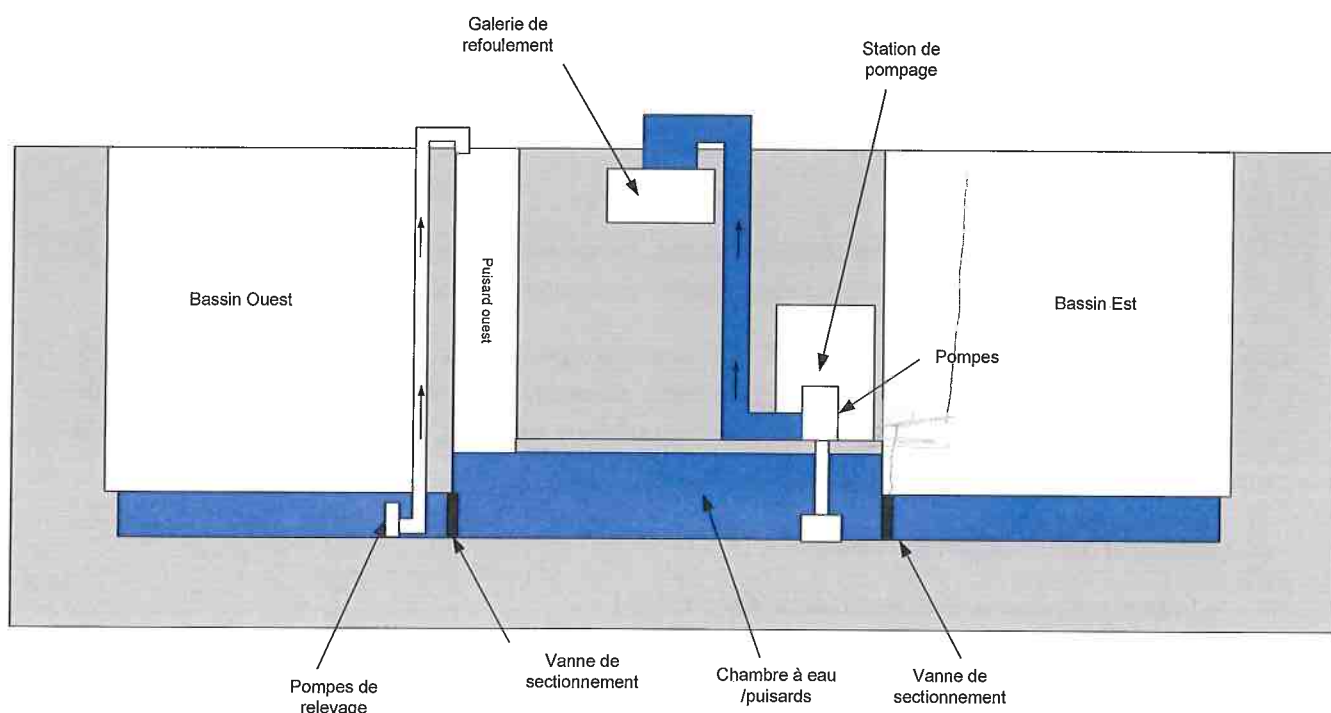 Galerie de
refoulement
Station de
pompage
Bassin Ouest
Puisard ouest
Bassin Est
Pompes
Pompes de
relevage
Vanne de
sectionnement
Chambre à eau
/puisards
Vanne de
sectionnement